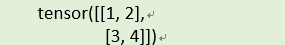 tensor([[1, 2],↵
[3, 4]])↵